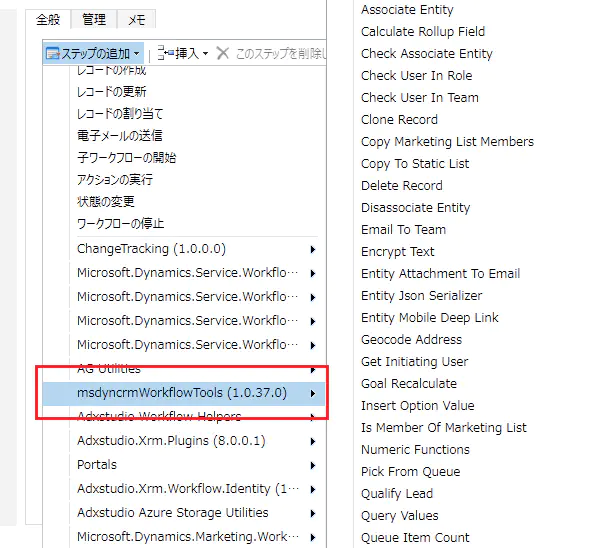 全般
管理
メモ
ステップの追加
挿入
このステップを削除し
レコードの作成
レコードの更新
レコードの割り当て
電子メールの送信
子ワークフローの開始
アクションの実行
状態の変更
ワークフローの停止
ChangeTracking (1.0.0.0)
Microsoft.Dynamics.Service.Workflo…
Microsoft.Dynamics.Service.Workflo…
Microsoft.Dynamics.Service.Workflo…
Microsoft.Dynamics.Service.Workflo…
AG Utilities
msdyncrmWorkflowTools (1.0.37.0)
Adxstudio Workflow Helpers
Adxstudio.Xrm.Plugins (8.0.0.1)
Portals
Adxstudio.Xrm.Workflow.Identity (1…
Adxstudio Azure Storage Utilities
Microsoft.Dynamics.Marketing.Work…
Associate Entity
Calculate Rollup Field
Check Associate Entity
Check User In Role
Check User In Team
Clone Record
Copy Marketing List Members
Copy To Static List
Delete Record
Disassociate Entity
Email To Team
Encrypt Text
Entity Attachment To Email
Entity Json Serializer
Entity Mobile Deep Link
Geocode Address
Get Initiating User
Goal Recalculate
Insert Option Value
Is Member Of Marketing List
Numeric Functions
Pick From Queue
Qualify Lead
Query Values
Queue Item Count